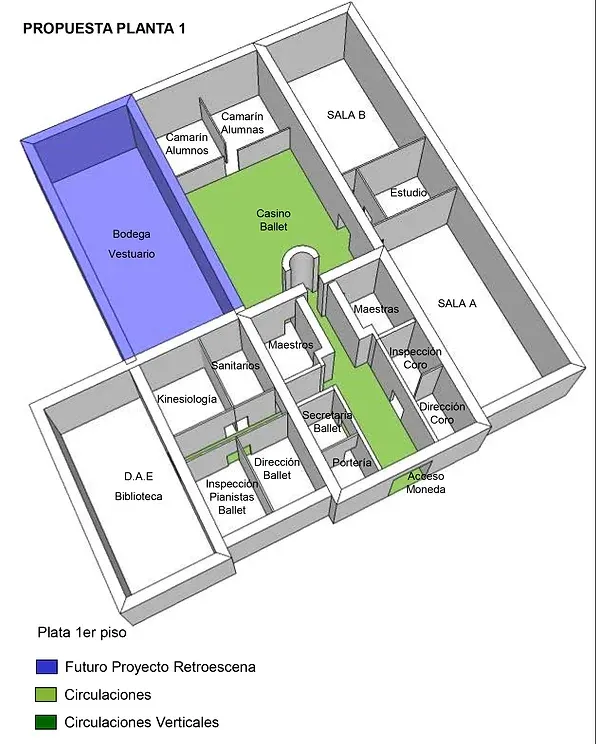 PROPUESTA PLANTA 1
Camarín
Alumnas
Camarín
Alumnos
SALA B
Estudio
Casino
Ballet
Bodega
Vestuario
SALA A
Maestras
Maestros
Inspección
Coro
Sanitarios
Kinesiología
Dirección
Coro
Secretaria
Ballet
Portería
Dirección
Ballet
Acceso
Moneda
Inspección
Pianistas
Ballet
D.A.E
Biblioteca
Plata 1er piso
Futuro Proyecto Retroescena
Circulaciones
Circulaciones Verticales